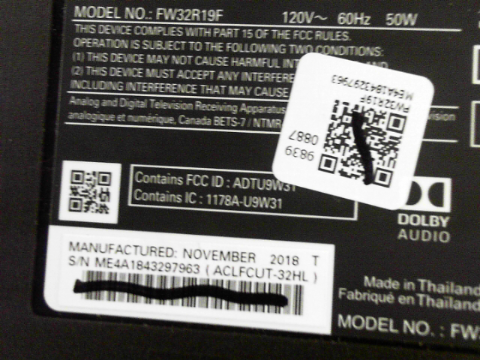 MODEL NO.: FW32R19F 120V~ 60Hz 50W
THIS DEVICE COMPLIES WITH PART 15 OF THE FCC RULES.
OPERATION IS SUBJECT TO THE FOLLOWING TWO CONDITIONS:
(1) THIS DEVICE MAY NOT CAUSE HARMFUL
(2) THIS DEVICE MUST ACCEPT ANY
INCLUDING INTERFERENCE THAT MAY CAUSE
Analog and Digital Television Receiving Apparatus
analogique et numérique, Canada BETS-7 / NTMR
ME4A1843297963
FW32R19F
9839
0887
Contains FCC ID : ADTU9W31
Contains IC : 1178A-U9W31
DOLBY
AUDIO
MANUFACTURED: NOVEMBER 2018 T
S/N ME4A1843297963 ( ACLFCUT-32HL )
Made in Thailand
Fabriqué en Thailand
MODEL NO.: FW